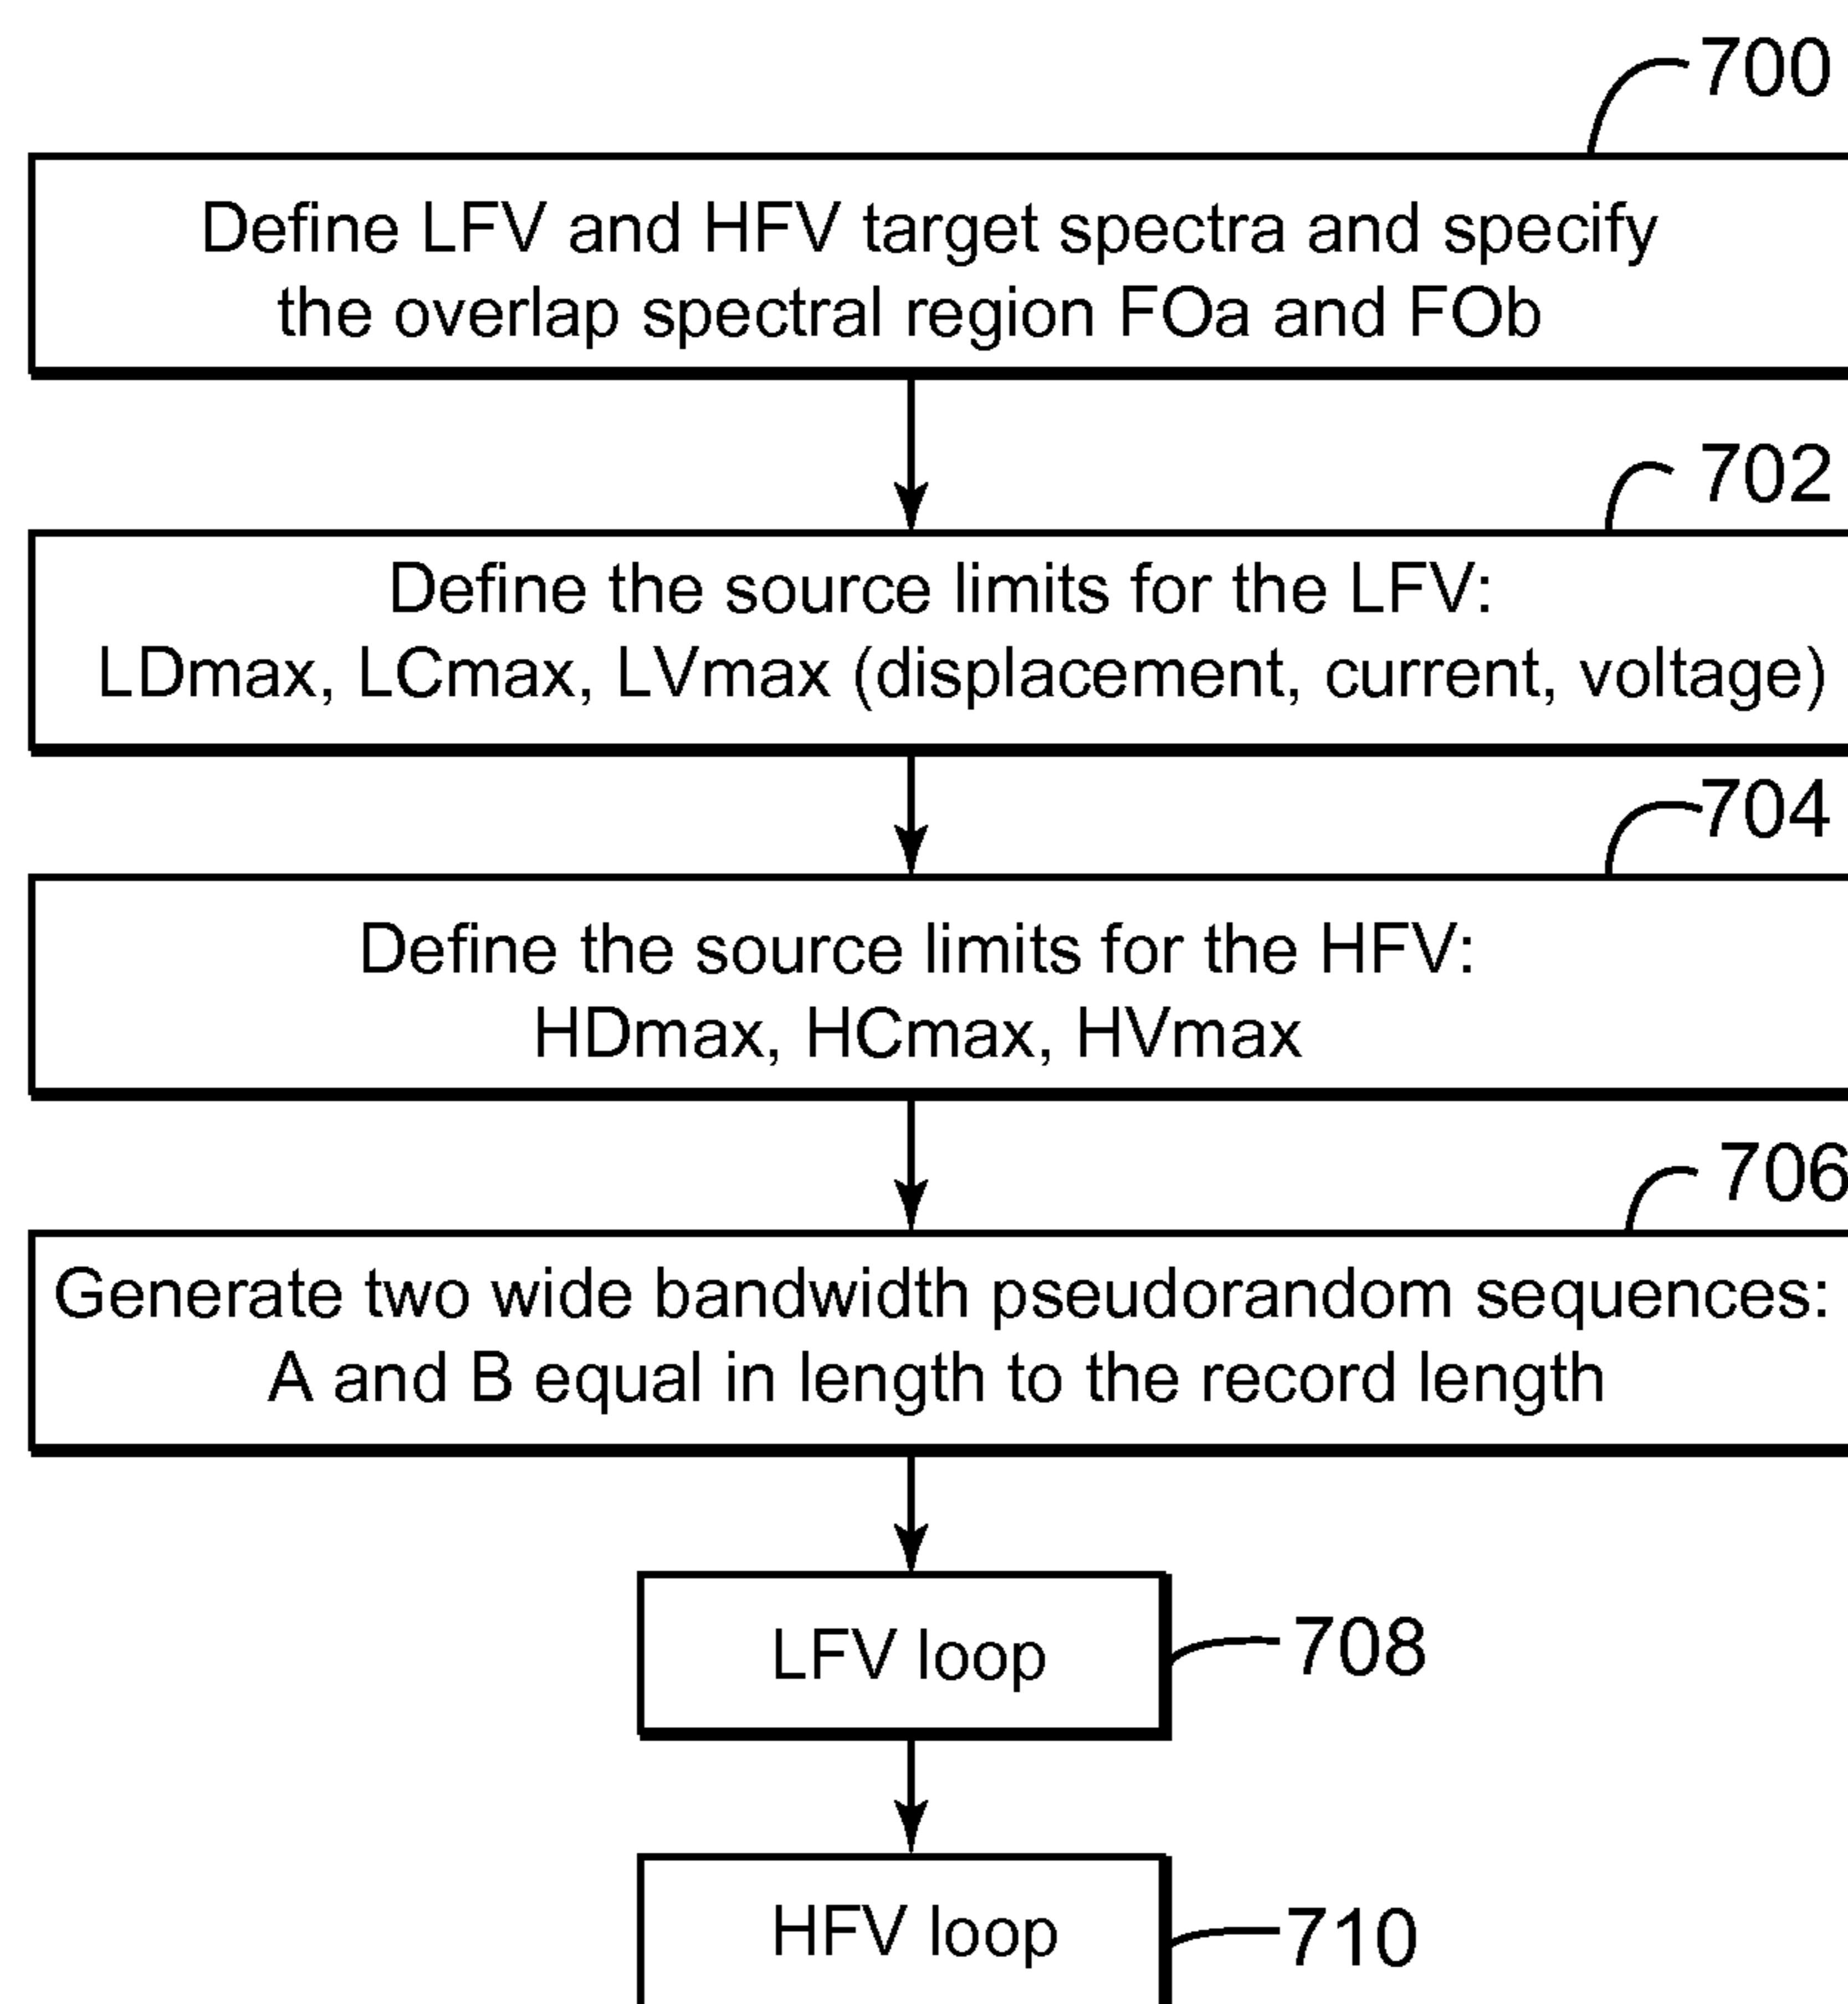 700
Define LFV and HFV target spectra and specify
the overlap spectral region FOa and FOb
702
Define the source limits for the LFV:
LDmax, LCmax, LVmax (displacement, current, voltage)
704
Define the source limits for the HFV:
HDmax, HCmax, HVmax
706
Generate two wide bandwidth pseudorandom sequences:
A and B equal in length to the record length
LFV loop
708
HFV loop
710